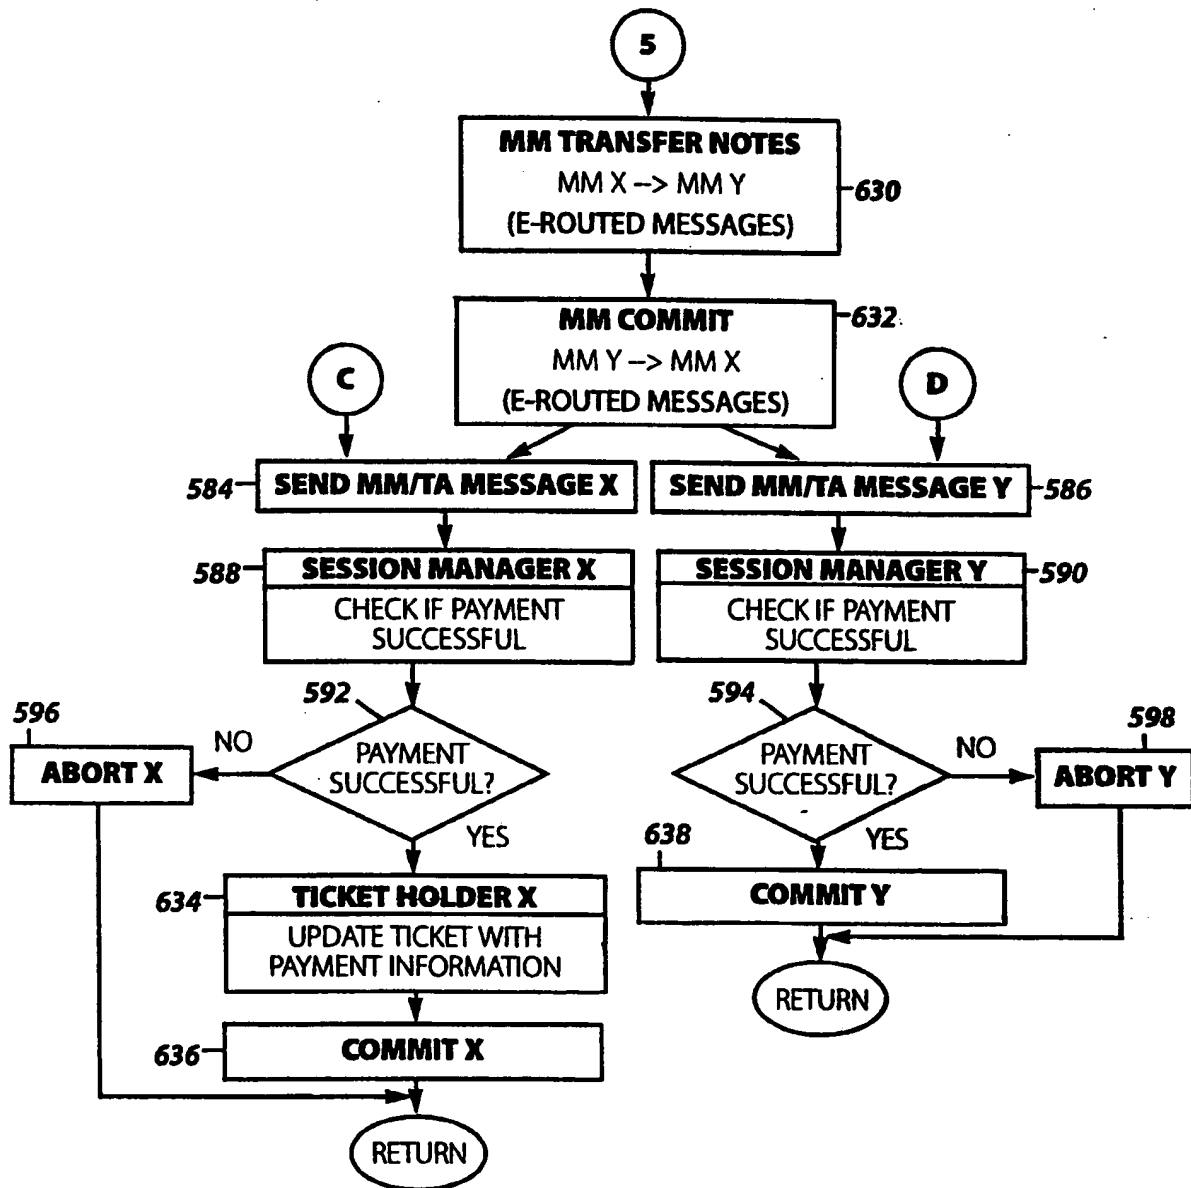 5
MM TRANSFER NOTES
MM X --> MM Y
(E-ROUTED MESSAGES)
630
MM COMMIT
MM Y --> MM X
(E-ROUTED MESSAGES)
632
C
D
584
SEND MM/TA MESSAGE X
SEND MM/TA MESSAGE Y
586
588
SESSION MANAGER X
CHECK IF PAYMENT
SUCCESSFUL
SESSION MANAGER Y
CHECK IF PAYMENT
SUCCESSFUL
590
592
PAYMENT
SUCCESSFUL?
NO
YES
596
ABORT X
594
PAYMENT
SUCCESSFUL?
NO
YES
598
ABORT Y
634
TICKET HOLDER X
UPDATE TICKET WITH
PAYMENT INFORMATION
638
COMMIT Y
RETURN
636
COMMIT X
RETURN